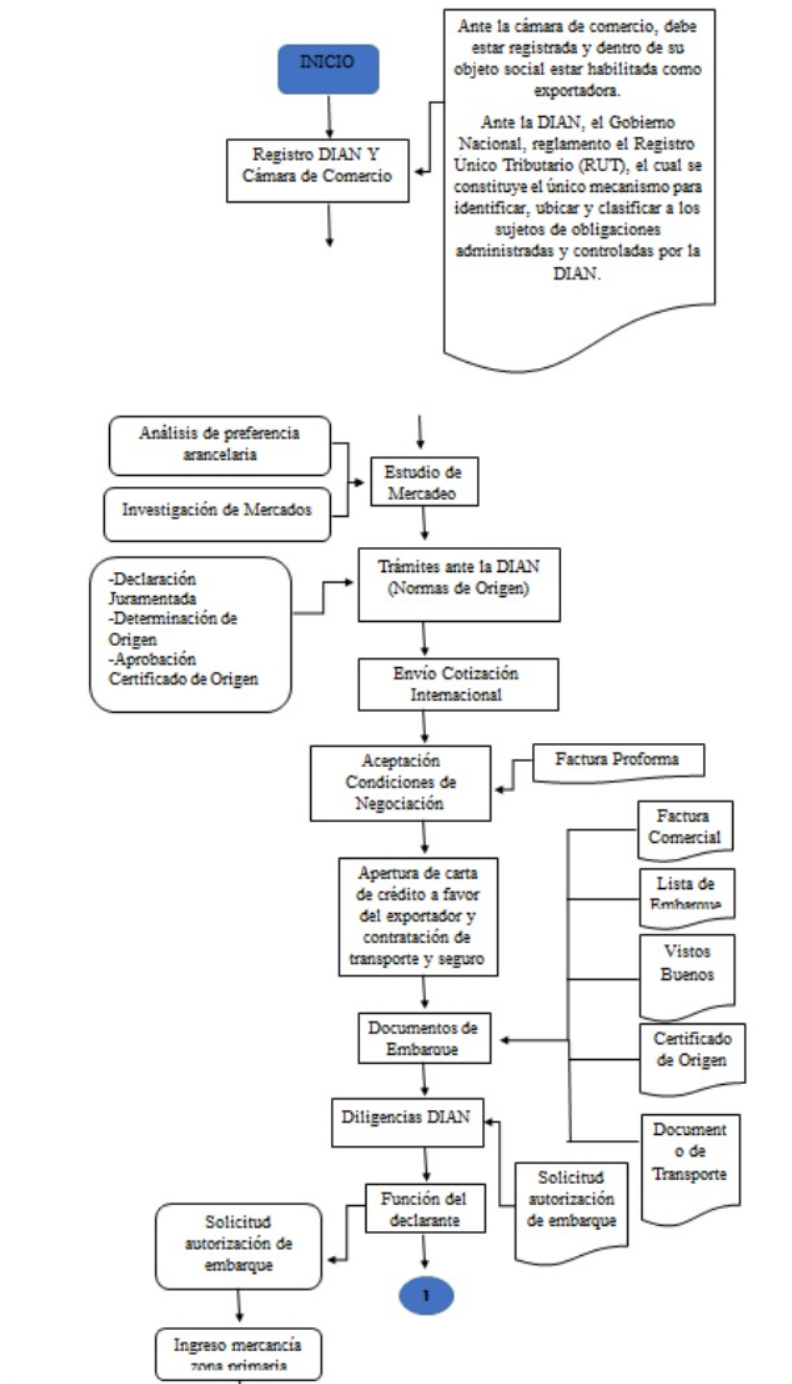 INICIO
Registro DIAN Y
Cámara de Comercio
Ante la cámara de comercio, debe
estar registrada y dentro de su
objeto social estar habilitada como
exportadora.
Ante la DIAN, el Gobierno
Nacional, reglamento el Registro
Unico Tributario (RUT), el cual se
constituye el único mecanismo para
identificar, ubicar y clasificar a los
sujetos de obligaciones
administradas y controladas por la
DIAN.
Análisis de preferencia
arancelaria
Investigación de Mercados
Estudio de
Mercadeo
-Declaración
Juramentada
-Determinación de
Origen
-Aprobación
Certificado de Origen
Trámites ante la DIAN
(Normas de Origen)
Envío Cotización
Internacional
Aceptación
Condiciones de
Negociación
Factura Proforma
Apertura de carta
de crédito a favor
del exportador y
contratación de
transporte y seguro
Factura
Comercial
Lista de
Embarque
Vistos
Buenos
Certificado
de Origen
Document
o de
Transporte
Documentos de
Embarque
Diligencias DIAN
Solicitud
autorización
de embarque
Función del
declarante
Solicitud
autorización de
embarque
1
Ingreso mercancía
zona primaria